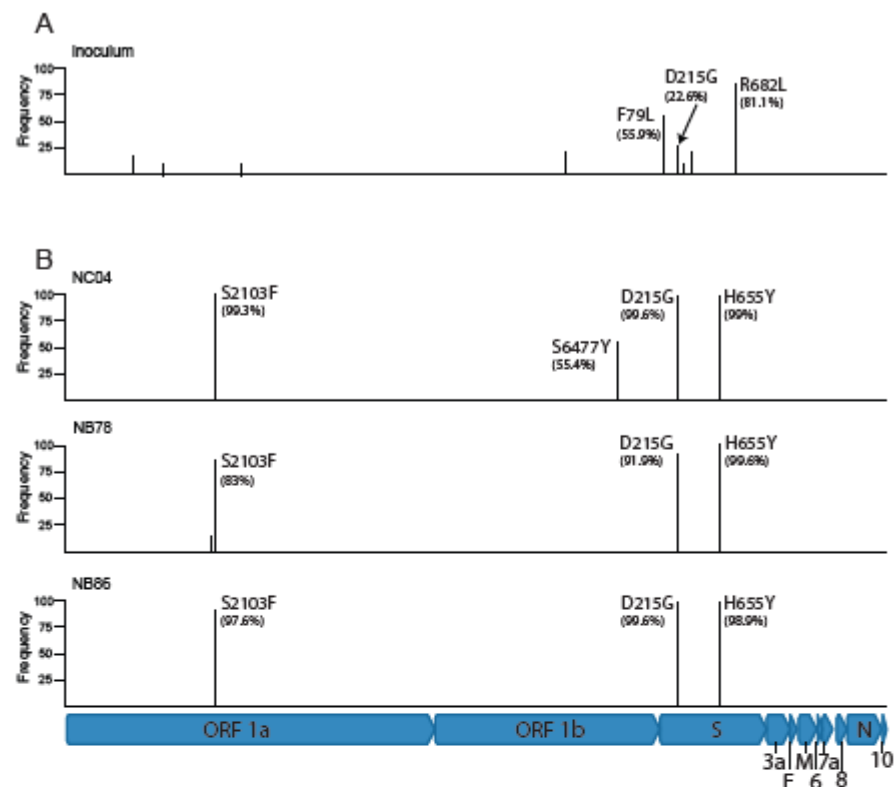 A
Inoculum
Frequency
100
75
50
25
F79L
(55.9%)
D215G
(22.6%)
R682L
(81.1%)
B
NC04
Frequency
100
75
50
25
S2103F
(99.3%)
S6477Y
(55.4%)
D215G
(99.6%)
H655Y
(99%)
NB78
Frequency
100
75
50
25
S2103F
(83%)
D215G
(91.9%)
H655Y
(99.6%)
NB86
Frequency
100
75
50
25
S2103F
(97.6%)
D215G
(99.6%)
H655Y
(98.9%)
ORF 1a
ORF 1b
S
N
3a
M
7a
10
6
8